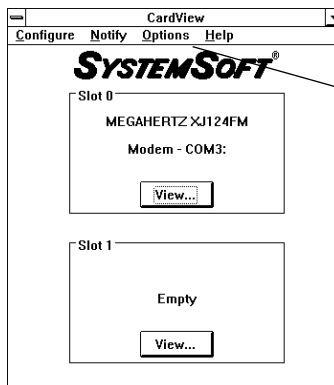 CardView
Configure Notify Options Help
SYSTEMSOFT®
Slot 0
MEGAHERTZ XJ124FM
Modem - COM3:
View...
Slot 1
Empty
View...